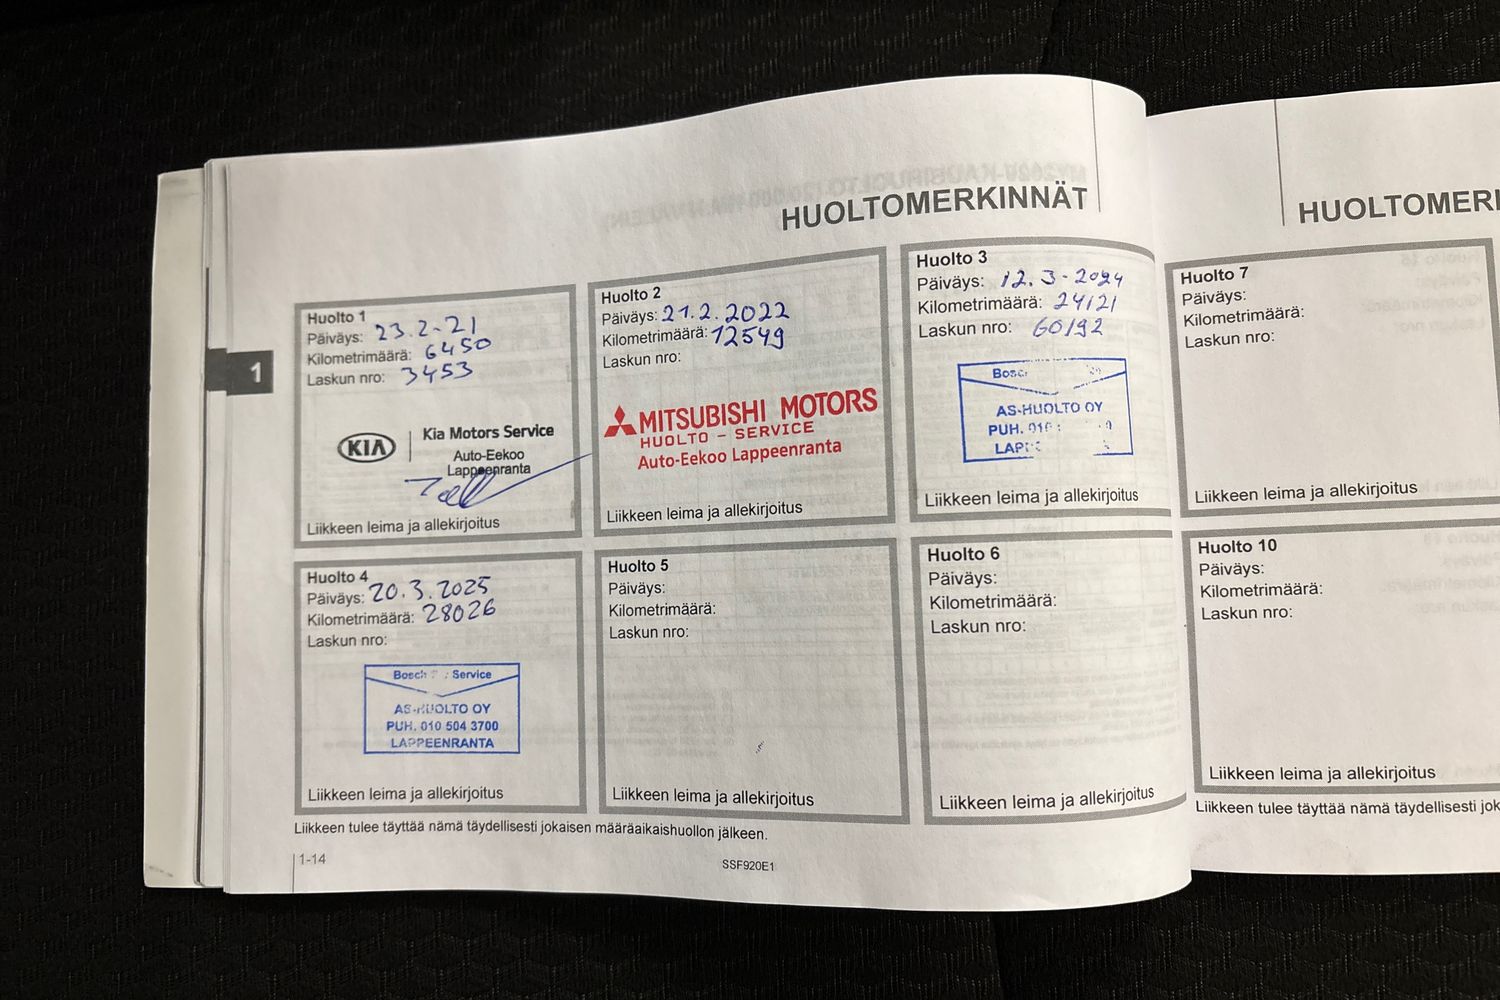 HUOLTOMERKINNÄT
Huolto 1
Päiväys: 23.2-21
Kilometrimäärä: 6450
Laskun nro: 3453
KIA
Kia Motors Service
Auto-Eekoo
Lappeenranta
Liikkeen leima ja allekirjoitus
Huolto 2
Päiväys: 21.2.2022
Kilometrimäärä: 12549
Laskun nro:
MITSUBISHI MOTORS
HUOLTO - SERVICE
Auto-Eekoo Lappeenranta
Liikkeen leima ja allekirjoitus
Huolto 3
Päiväys: 12.3-2024
Kilometrimäärä: 24121
Laskun nro: 60192
AS-HUOLTO OY
PUH. 010
Liikkeen leima ja allekirjoitus
Huolto 4
Päiväys: 20.3.2025
Kilometrimäärä: 28026
Laskun nro:
Bosch Service
AS-HUOLTO OY
PUH. 010 504 3700
LAPPEENRANTA
Liikkeen leima ja allekirjoitus
Huolto 5
Päiväys:
Kilometrimäärä:
Laskun nro:
Liikkeen leima ja allekirjoitus
Huolto 6
Päiväys:
Kilometrimäärä:
Laskun nro:
Liikkeen leima ja allekirjoitus
Liikkeen tulee täyttää nämä täydellisesti jokaisen määräaikaishuollon jälkeen.
1
1-14
SSF920E1
HUOLTOMERI
Huolto 7
Päiväys:
Kilometrimäärä:
Laskun nro:
Liikkeen leima ja allekirjoitus
Huolto 10
Päiväys:
Kilometrimäärä:
Laskun nro:
Liikkeen leima ja allekirjoitus
Liikkeen tulee täyttää nämä täydellisesti jok